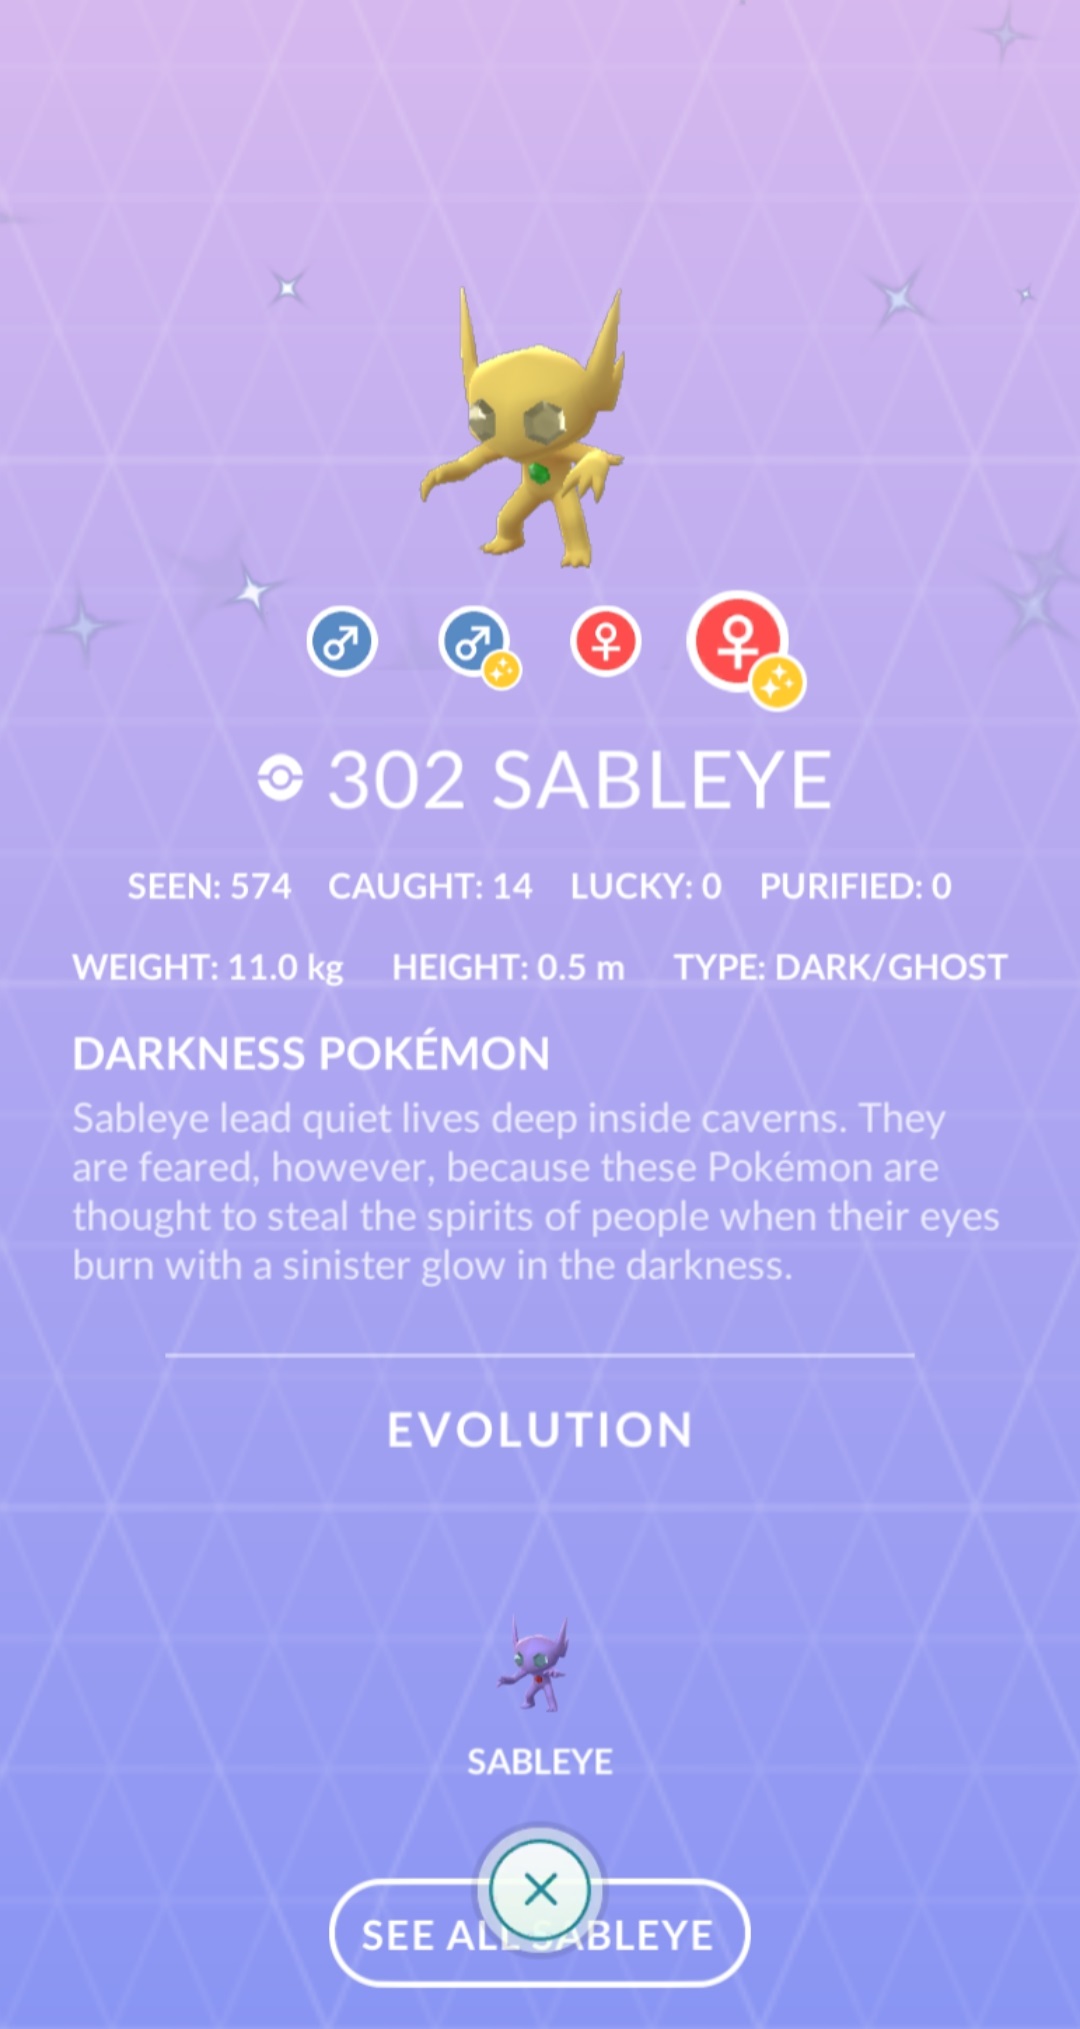 302 SABLEYE
SEEN: 574 CAUGHT: 14 LUCKY: 0 PURIFIED: 0
WEIGHT: 11.0 kg HEIGHT: 0.5 m TYPE: DARK/GHOST
DARKNESS POKÉMON
Sableye lead quiet lives deep inside caverns. They
are feared, however, because these Pokémon are
thought to steal the spirits of people when their eyes
burn with a sinister glow in the darkness.
EVOLUTION
SABLEYE
SEE ALL SABLEYE